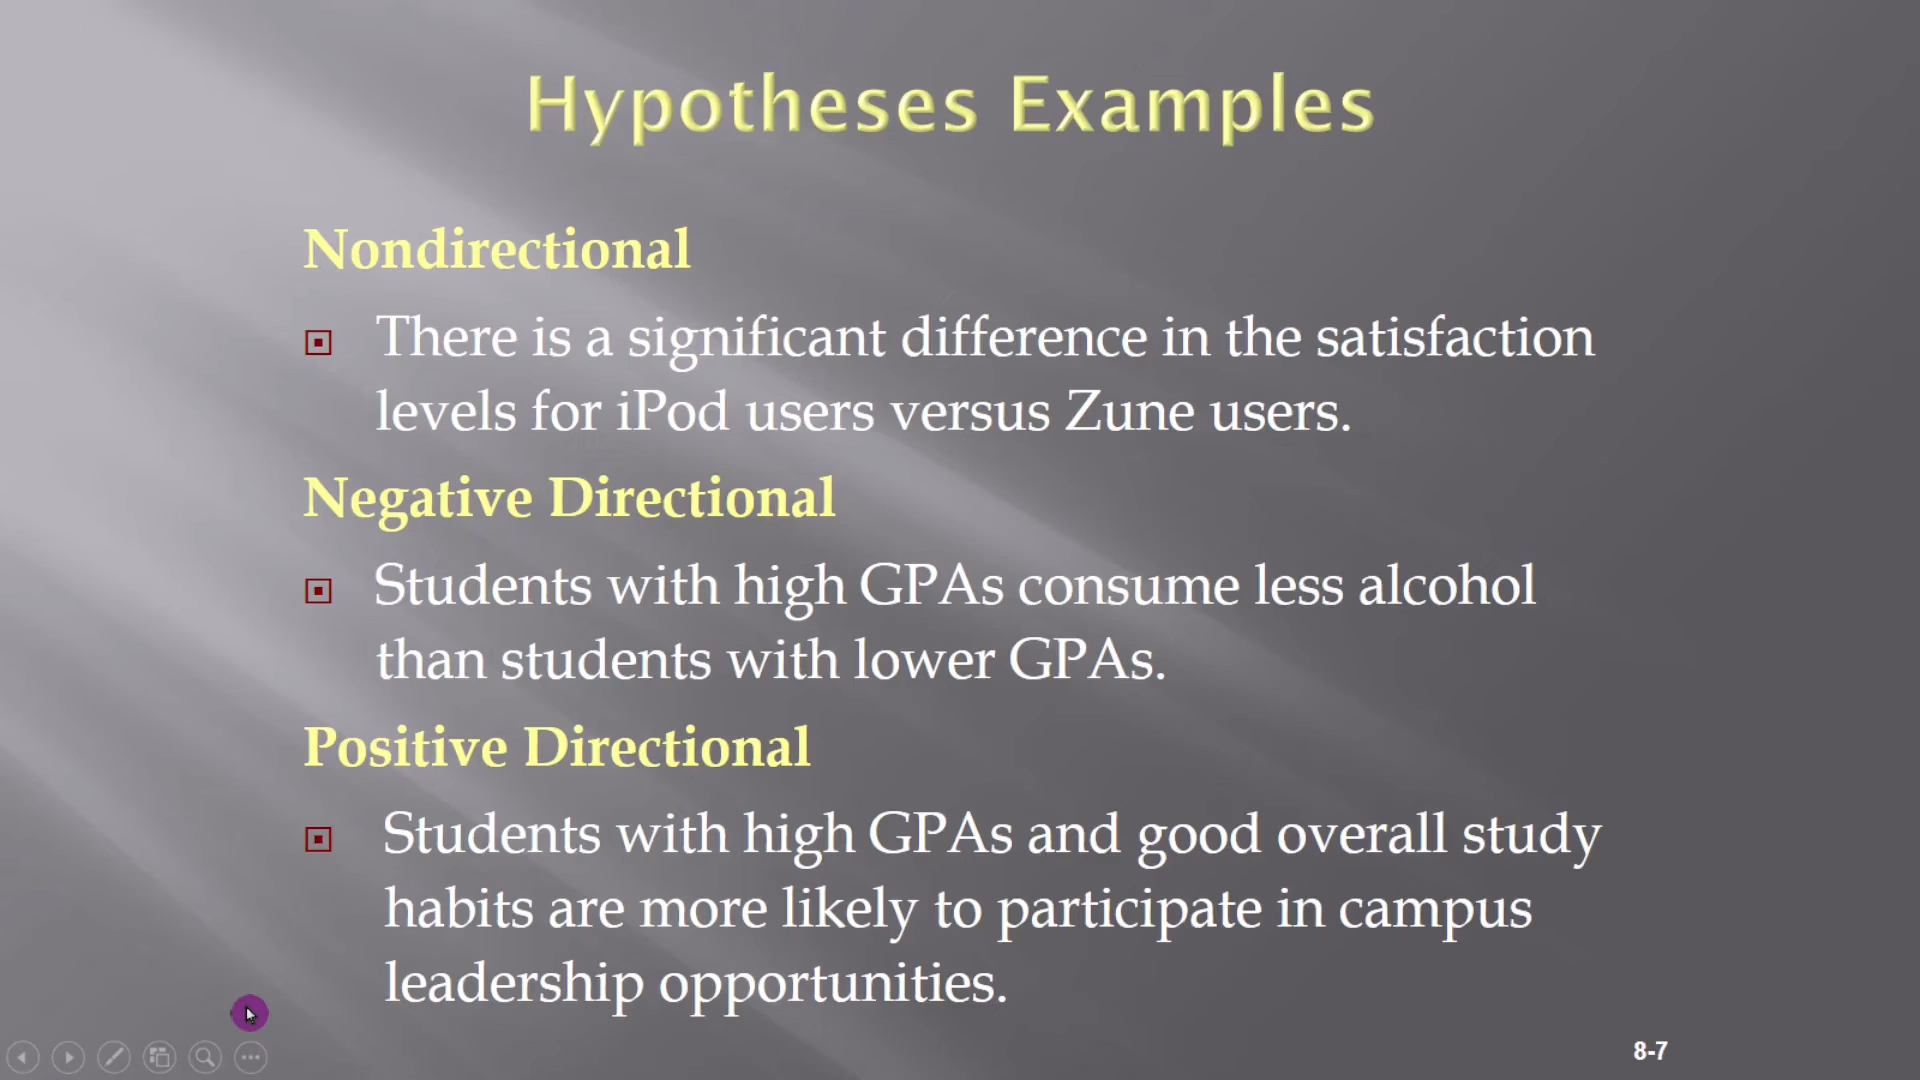 Hypotheses Examples
Nondirectional
There is a significant difference in the satisfaction
levels for iPod users versus Zune users.
Negative Directional
Students with high GPAs consume less alcohol
than students with lower GPAs.
Positive Directional
Students with high GPAs and good overall study
habits are more likely to participate in campus
leadership opportunities.
8-7